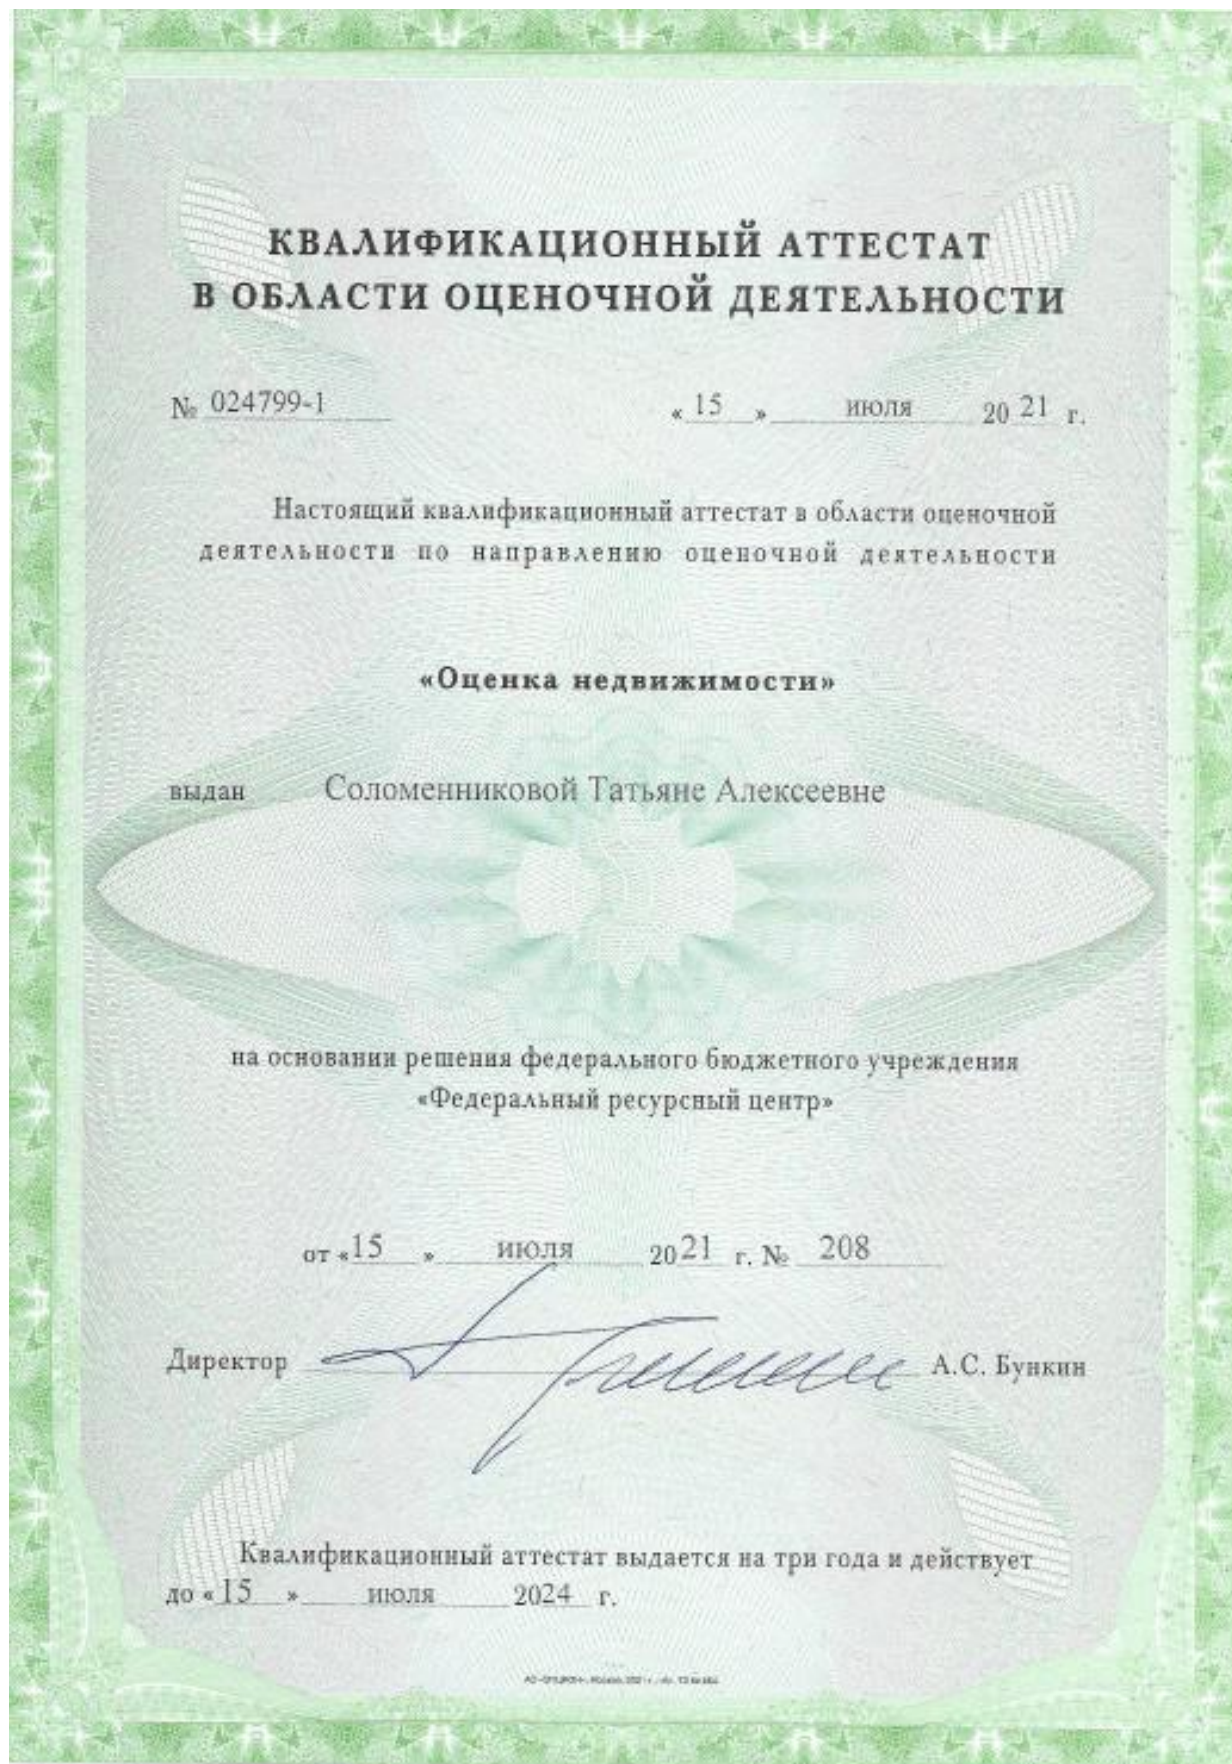 КВАЛИФИКАЦИОННЫЙ АТТЕСТАТ
В ОБЛАСТИ ОЦЕНОЧНОЙ ДЕЯТЕЛЬНОСТИ
№ 024799-1 « 15 » июля 20 21 г.
Настоящий квалификационный аттестат в области оценочной
деятельности по направлению оценочной деятельности
«Оценка недвижимости»
выдан Соломенниковой Татьяне Алексеевне
на основании решения федерального бюджетного учреждения
«Федеральный ресурсный центр»
от «15 » июля 20 21 г. № 208
Директор А.С. Бункин
Квалификационный аттестат выдается на три года и действует
до «15 » июля 2024 г.